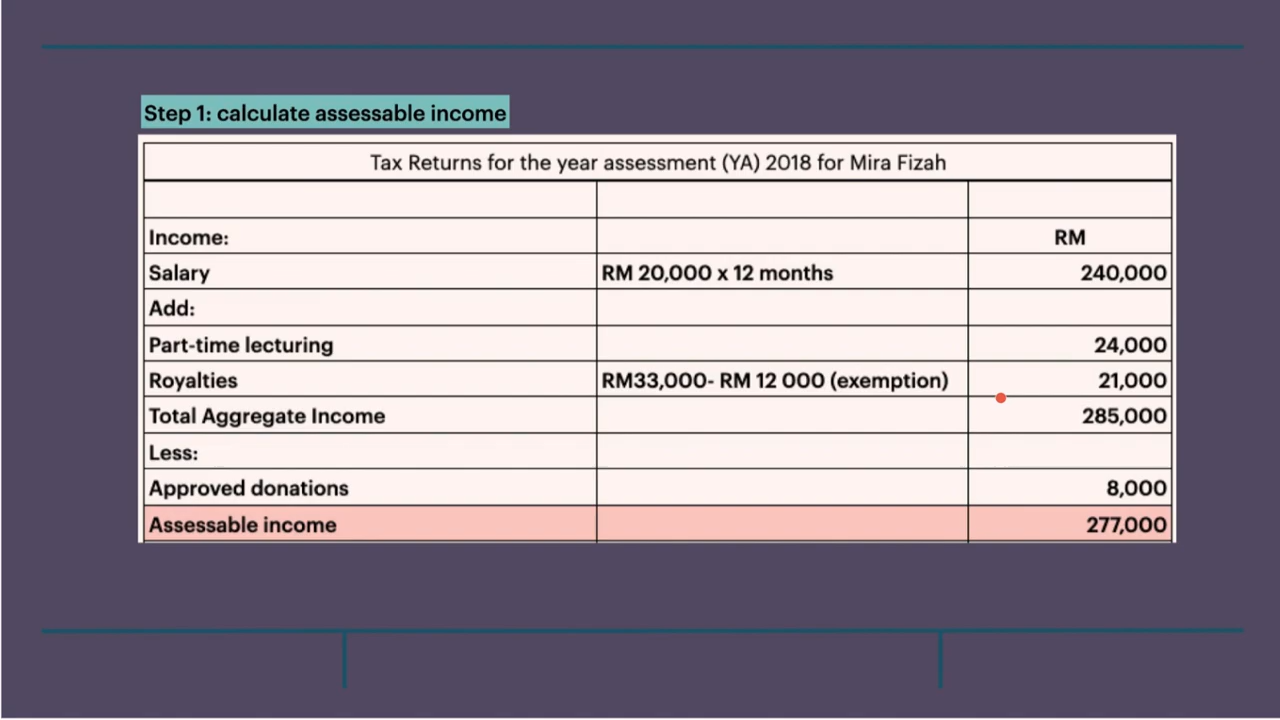 Step 1: calculate assessable income
Tax Returns for the year assessment (YA) 2018 for Mira Fizah
Income: RM
Salary RM 20,000 x 12 months 240,000
Add:
Part-time lecturing 24,000
Royalties RM33,000- RM 12 000 (exemption) 21,000
Total Aggregate Income 285,000
Less:
Approved donations 8,000
Assessable income 277,000